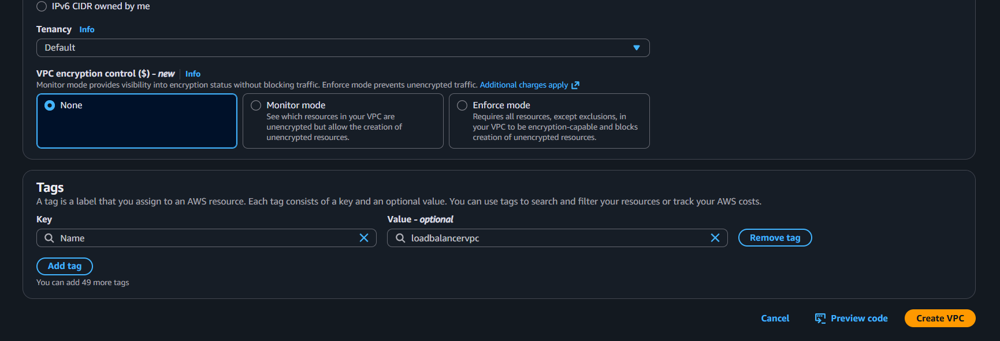 IPv6 CIDR owned by me
Tenancy Info
Default
VPC encryption control ($) - new Info
Monitor mode provides visibility into encryption status without blocking traffic. Enforce mode prevents unencrypted traffic. Additional charges apply
None
Monitor mode
See which resources in your VPC are
unencrypted but allow the creation of
unencrypted resources.
Enforce mode
Requires all resources, except exclusions, in
your VPC to be encryption-capable and blocks
creation of unencrypted resources.
Tags
A tag is a label that you assign to an AWS resource. Each tag consists of a key and an optional value. You can use tags to search and filter your resources or track your AWS costs.
Key
Value - optional
Name
loadbalancervpc
Remove tag
Add tag
You can add 49 more tags
Cancel
Preview code
Create VPC